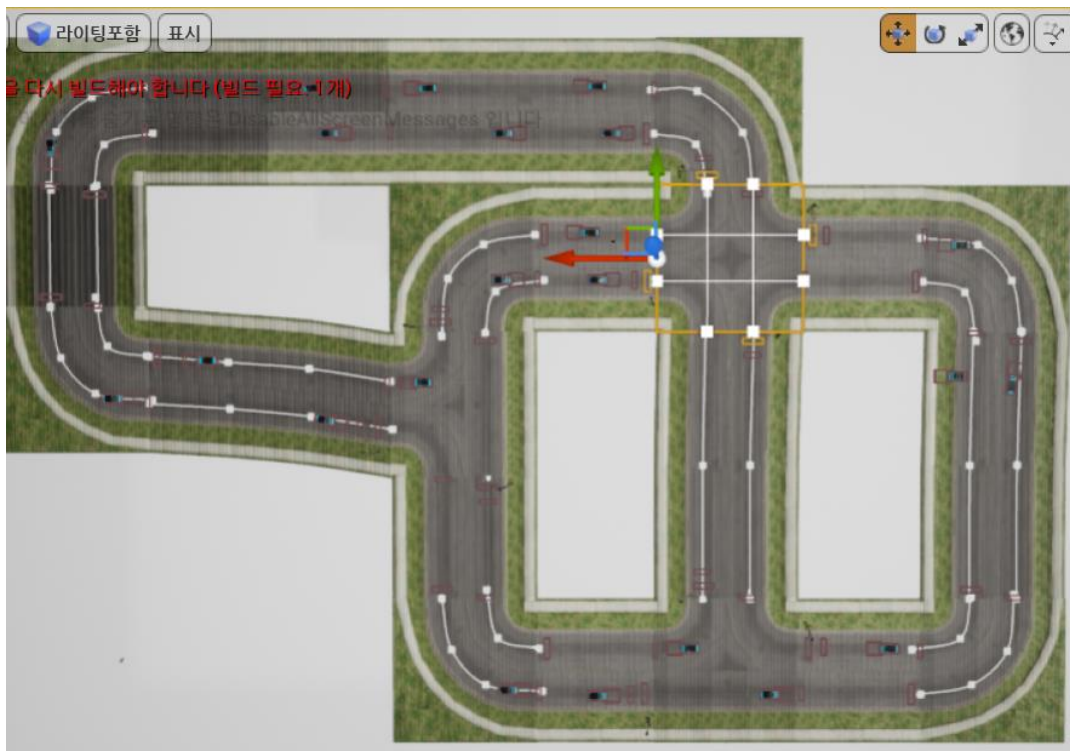 라이팅포함 표시
을 다시 빌드해야 합니다 (빌드 필요: 1 개)
DisableAllScreenMessages 입니다